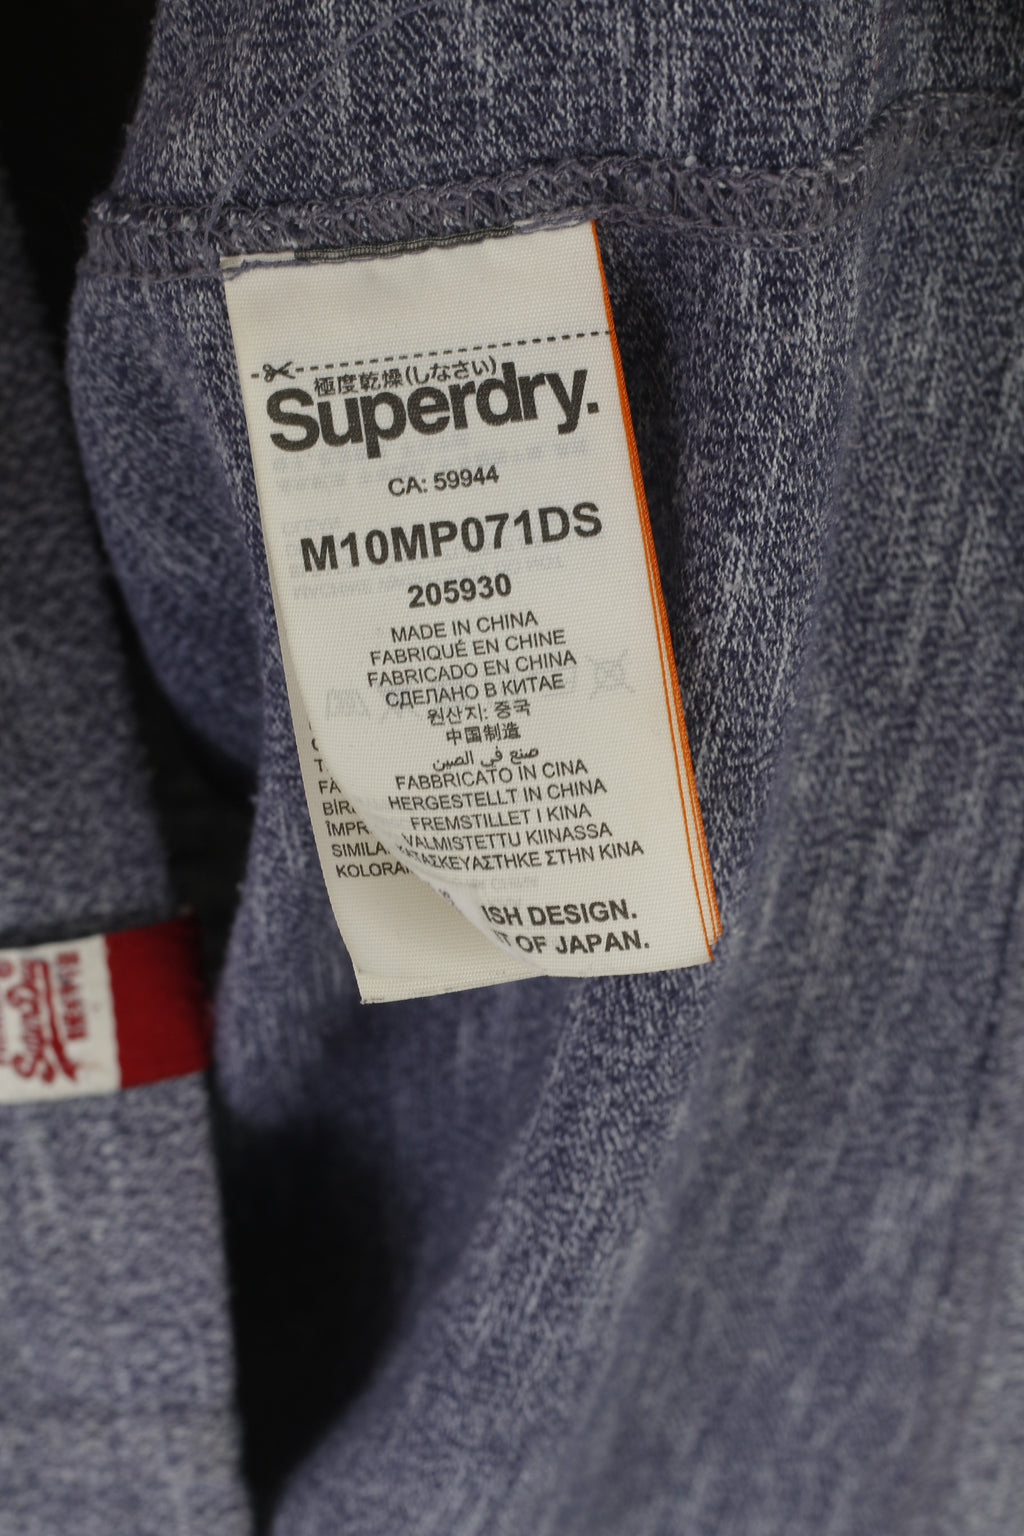 極度乾燥(しなさい)
Superdry.
CA: 59944
M10MP071DS
205930
MADE IN CHINA
FABRIQUÉ EN CHINE
FABRICADO EN CHINA
СДЕЛАНО В КИТАЕ
원산지: 중국
中国制造
صنع في الصين
FABBRICATO IN CINA
HERGESTELLT IN CHINA
FREMSTILLET I KINA
VALMISTETTU KIINASSA
ΚΑΤΑΣΚΕΥΑΣΤΗΚΕ ΣΤΗΝ ΚΙΝΑ
ISH DESIGN.
IT OF JAPAN.
SuperDry